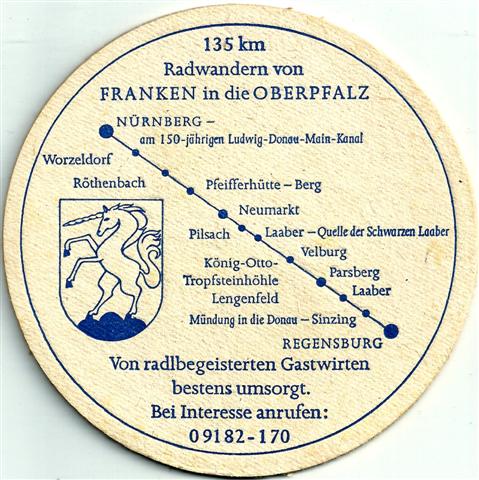 135 km
Radwandern von
FRANKEN in die OBERPFALZ
NÜRNBERG –
am 150-jährigen Ludwig-Donau-Main-Kanal
Worzeldorf
Röthenbach
Pfeifferhütte – Berg
Neumarkt
Pilsach
Laaber – Quelle der Schwarzen Laaber
Velburg
König-Otto-
Tropfsteinhöhle
Parsberg
Lengenfeld
Laaber
Mündung in die Donau – Sinzing
REGENSBURG
Von radlbegeisterten Gastwirten
bestens umsorgt.
Bei Interesse anrufen:
09182-170